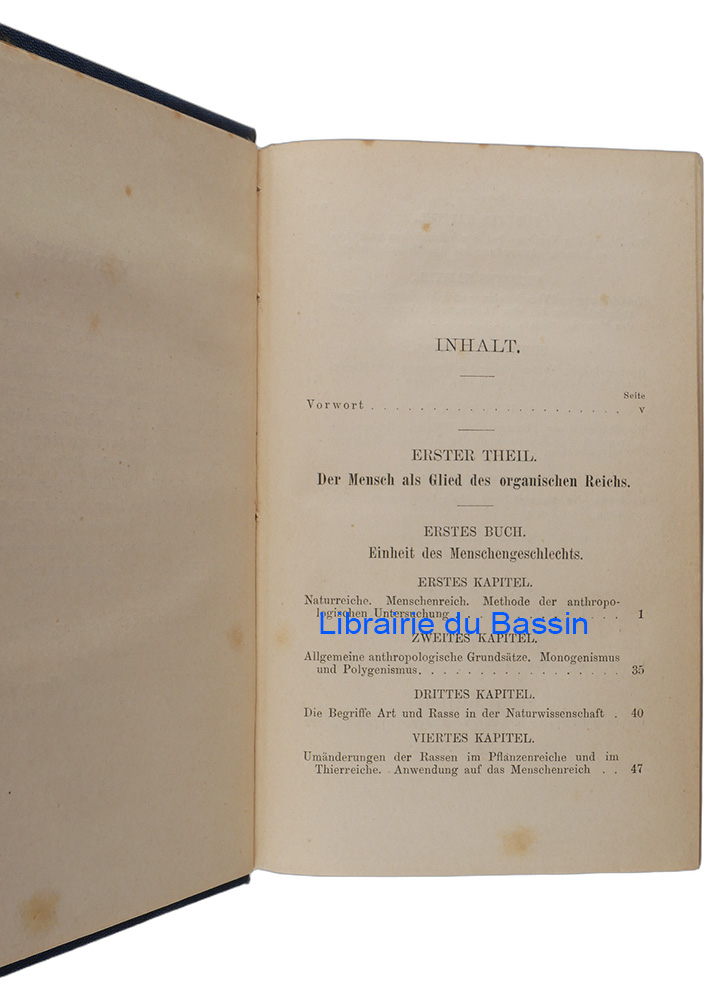 INHALT.
Seite
Vorwort . . . . . . . . . . . . . . . . . . . . . . V
ERSTER THEIL.
Der Mensch als Glied des organischen Reichs.
ERSTES BUCH.
Einheit des Menschengeschlechts.
ERSTES KAPITEL.
Naturreiche. Menschenreich. Methode der anthropo-
logischen Untersuchung . . . . . . . . . . . . 1
Librairie du Bassin
ZWEITES KAPITEL.
Allgemeine anthropologische Grundsätze. Monogenismus
und Polygenismus. . . . . . . . . . . . . . . . 35
DRITTES KAPITEL.
Die Begriffe Art und Rasse in der Naturwissenschaft . 40
VIERTES KAPITEL.
Umänderungen der Rassen im Pflanzenreiche und im
Thierreiche. Anwendung auf das Menschenreich . . 47